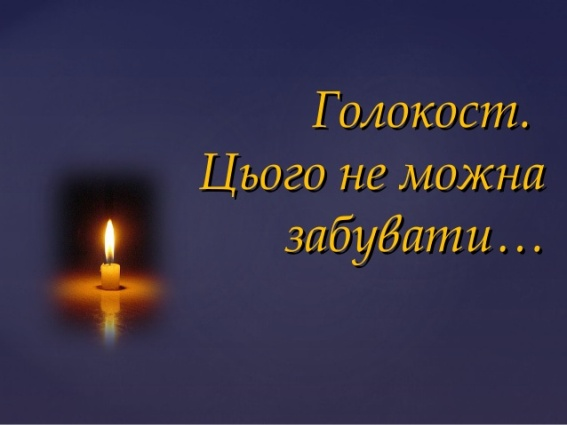 Голокост.
Цього не можна
забувати…